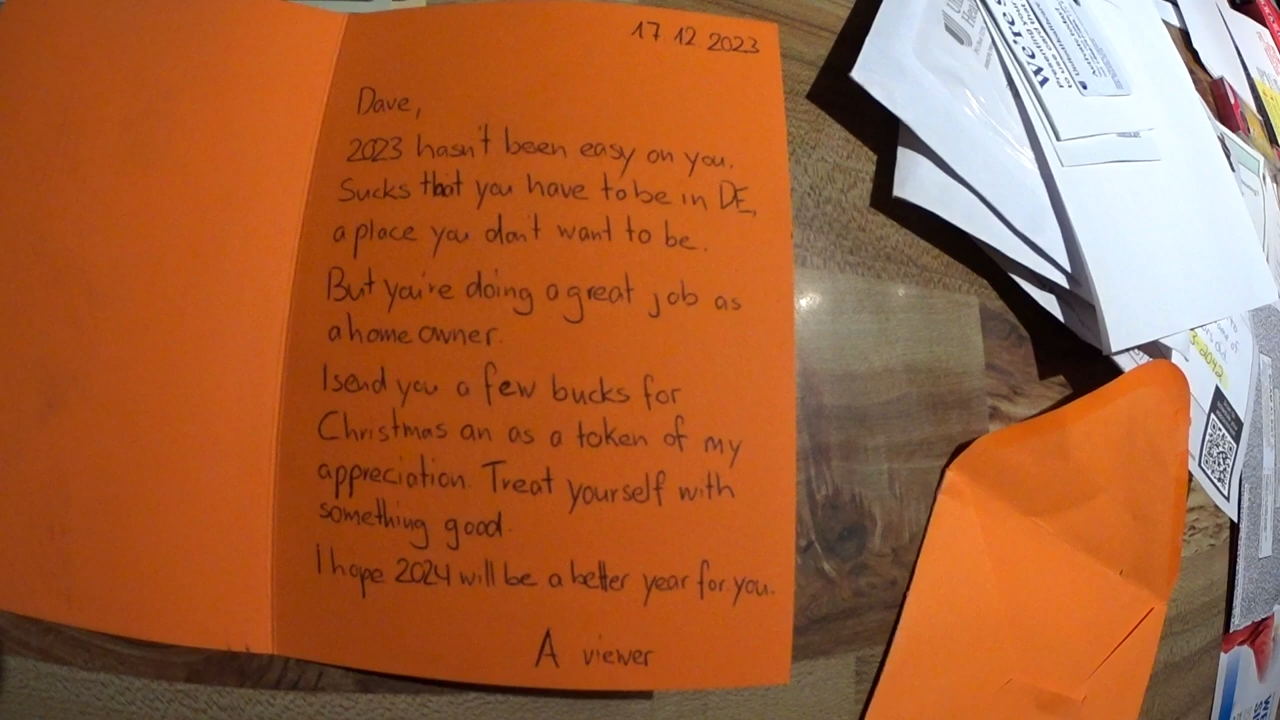 17 12 2023
Dave,
2023 hasn't been easy on you.
Sucks that you have to be in DE,
a place you don't want to be.
But you're doing a great job as
a home owner.
I send you a few bucks for
Christmas an as a token of my
appreciation. Treat yourself with
something good.
I hope 2024 will be a better year for you.
A viewer